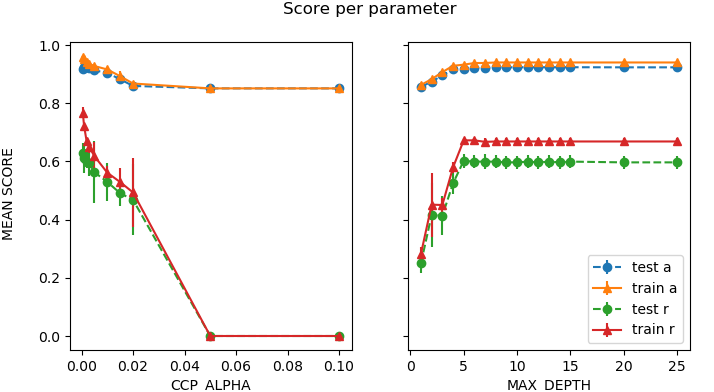 Score per parameter
MEAN SCORE
1.0
0.8
0.6
0.4
0.2
0.0
0.00 0.02 0.04 0.06 0.08 0.10
CCP_ALPHA
0 5 10 15 20 25
MAX_DEPTH
test a
train a
test r
train r